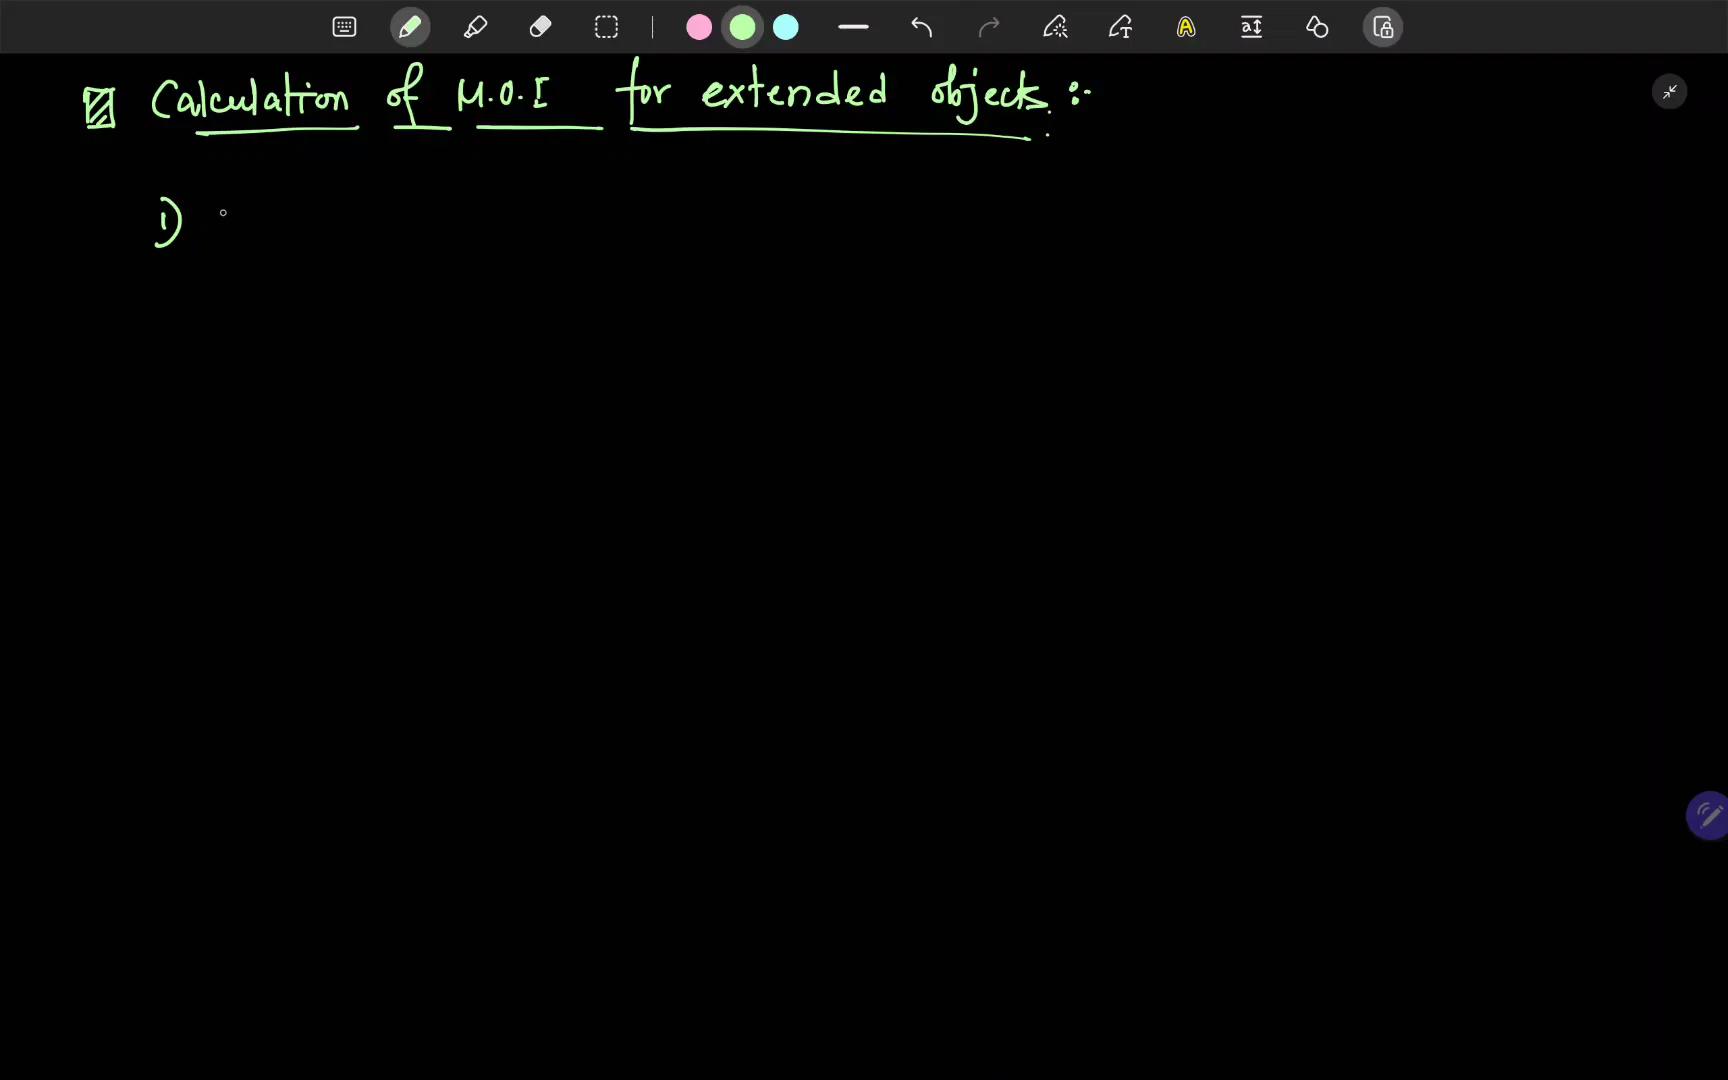 Calculation of M.O.I for extended objects :-
1)